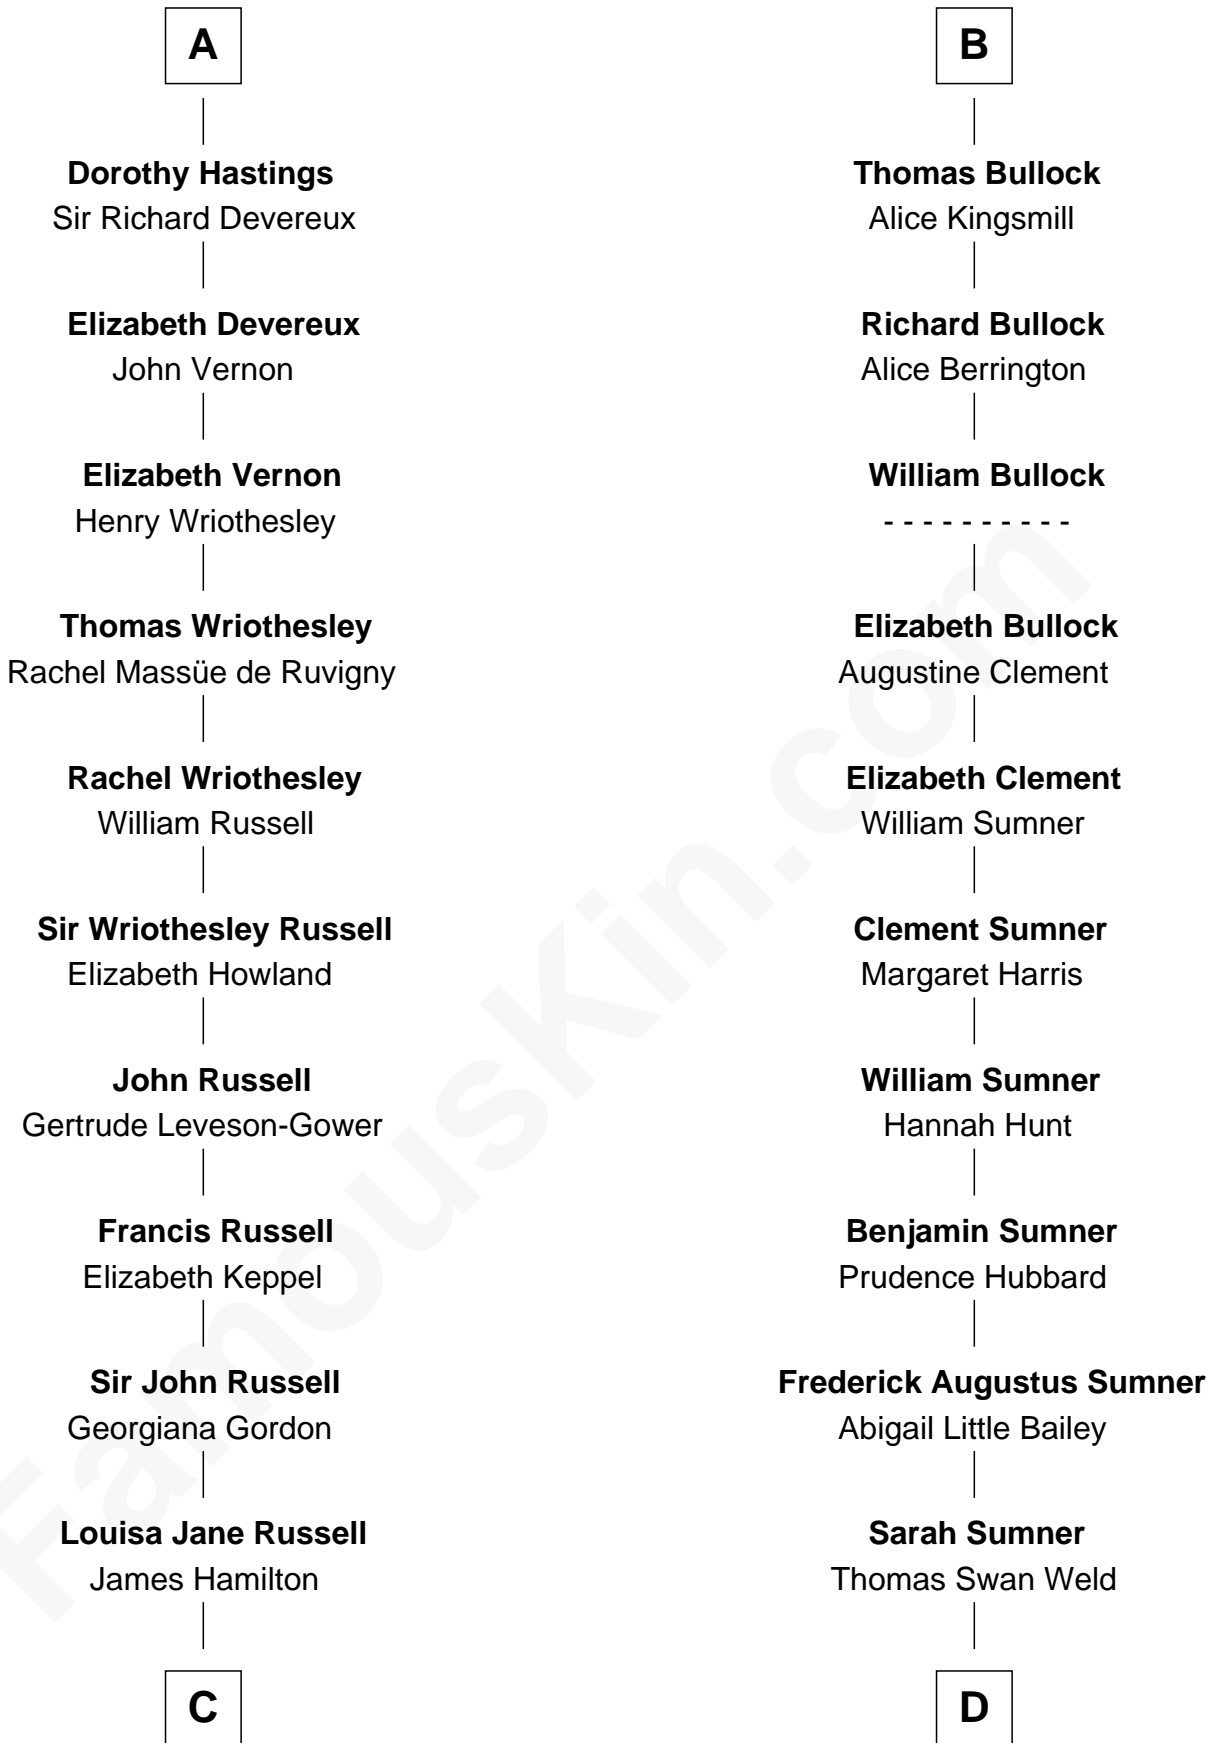 A
Dorothy Hastings
Sir Richard Devereux
Elizabeth Devereux
John Vernon
Elizabeth Vernon
Henry Wriothesley
Thomas Wriothesley
Rachel Massüe de Ruvigny
Rachel Wriothesley
William Russell
Sir Wriothesley Russell
Elizabeth Howland
John Russell
Gertrude Leveson-Gower
Francis Russell
Elizabeth Keppel
Sir John Russell
Georgiana Gordon
Louisa Jane Russell
James Hamilton
C
B
Thomas Bullock
Alice Kingsmill
Richard Bullock
Alice Berrington
William Bullock
- - - - - - - - - -
Elizabeth Bullock
Augustine Clement
Elizabeth Clement
William Sumner
Clement Sumner
Margaret Harris
William Sumner
Hannah Hunt
Benjamin Sumner
Prudence Hubbard
Frederick Augustus Sumner
Abigail Little Bailey
Sarah Sumner
Thomas Swan Weld
D
FamousKin.com